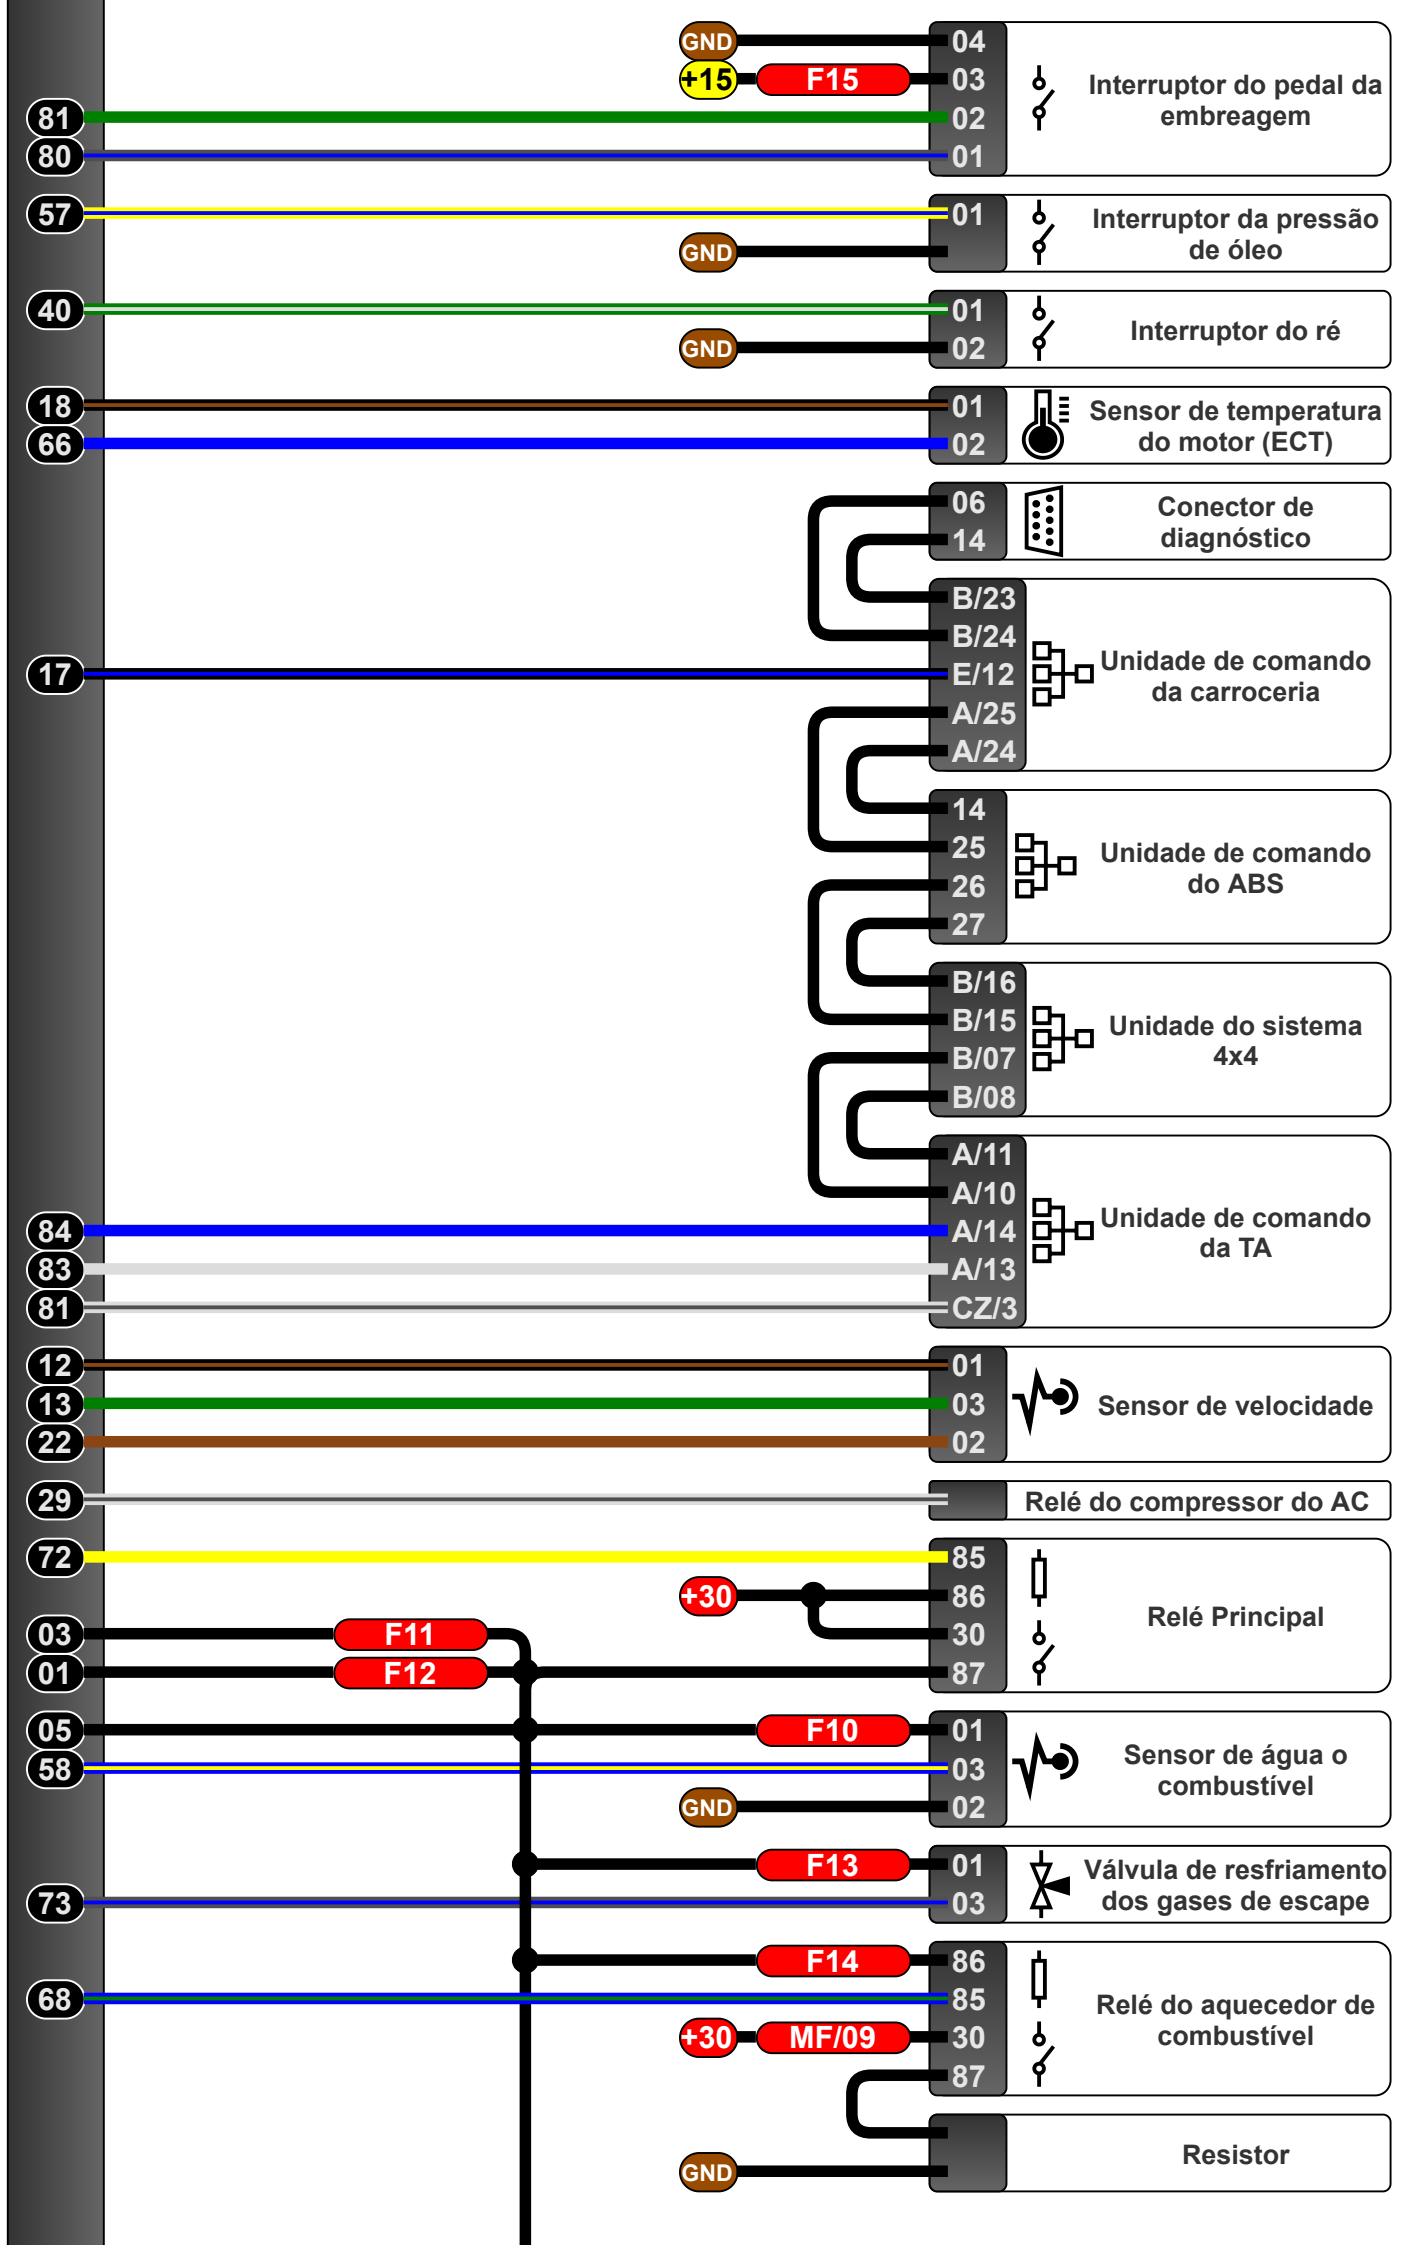 GND 04
+15 F15 03
81 02
80 01
Interruptor do pedal da
embreagem
57 01
GND
Interruptor da pressão
de óleo
40 01
GND 02
Interruptor do ré
18 01
66 02
Sensor de temperatura
do motor (ECT)
06
14
Conector de
diagnóstico
B/23
B/24
17 E/12
A/25
A/24
Unidade de comando
da carroceria
14
25
26
27
Unidade de comando
do ABS
B/16
B/15
B/07
B/08
Unidade do sistema
4x4
A/11
A/10
84 A/14
83 A/13
81 CZ/3
Unidade de comando
da TA
12 01
13 03
22 02
Sensor de velocidade
29
Relé do compressor do AC
72 85
+30 86
03 F11 30
01 F12 87
Relé Principal
05 F10 01
58 03
GND 02
Sensor de água o
combustível
F13 01
73 03
Válvula de resfriamento
dos gases de escape
F14 86
68 85
+30 MF/09 30
87
Relé do aquecedor de
combustível
GND
Resistor